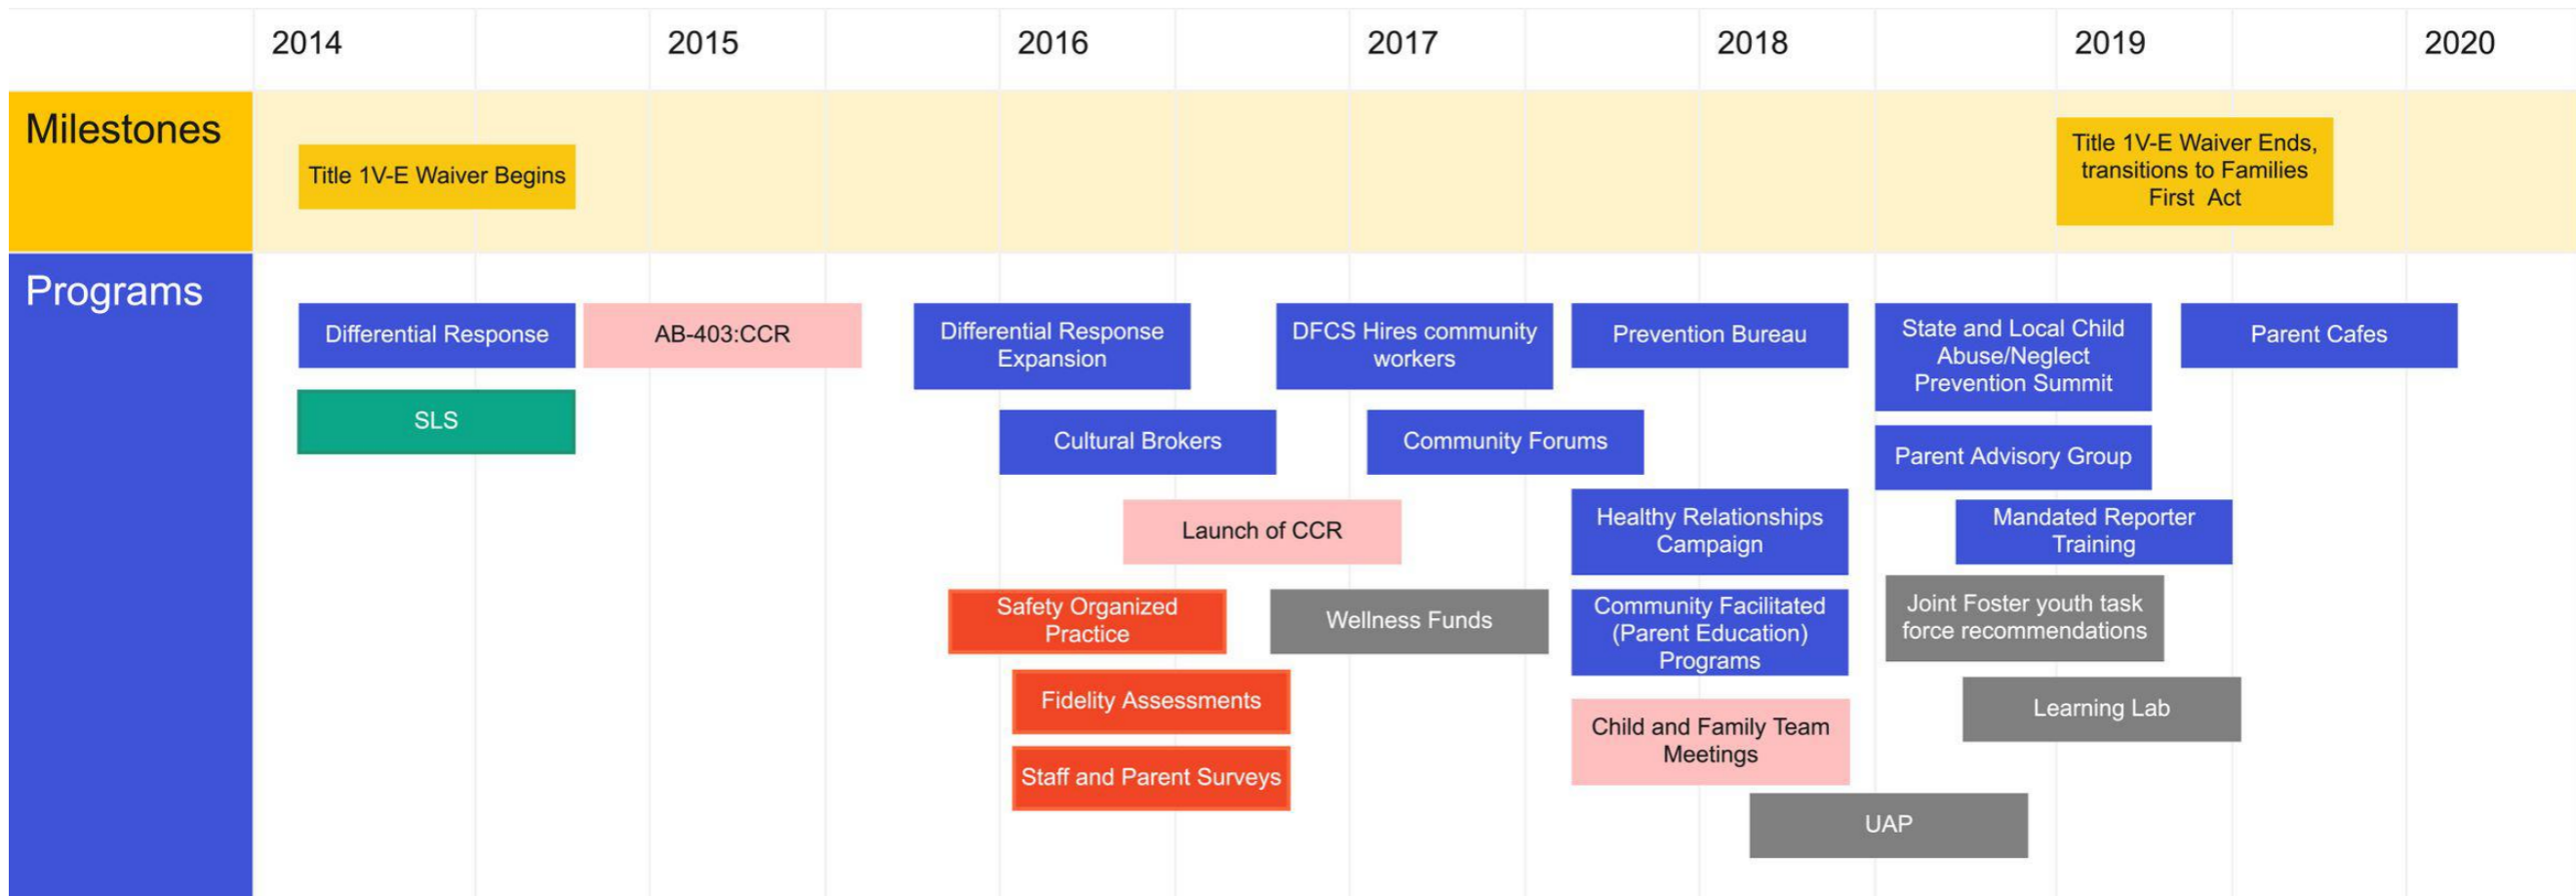 2014 2015 2016 2017 2018 2019 2020
Milestones
Title 1V-E Waiver Begins
Title 1V-E Waiver Ends,
transitions to Families
First Act
Programs
Differential Response
AB-403:CCR
Differential Response
Expansion
DFCS Hires community
workers
Prevention Bureau
State and Local Child
Abuse/Neglect
Prevention Summit
Parent Cafes
SLS
Cultural Brokers
Community Forums
Parent Advisory Group
Launch of CCR
Healthy Relationships
Campaign
Mandated Reporter
Training
Safety Organized
Practice
Wellness Funds
Community Facilitated
(Parent Education)
Programs
Joint Foster youth task
force recommendations
Fidelity Assessments
Child and Family Team
Meetings
Learning Lab
Staff and Parent Surveys
UAP